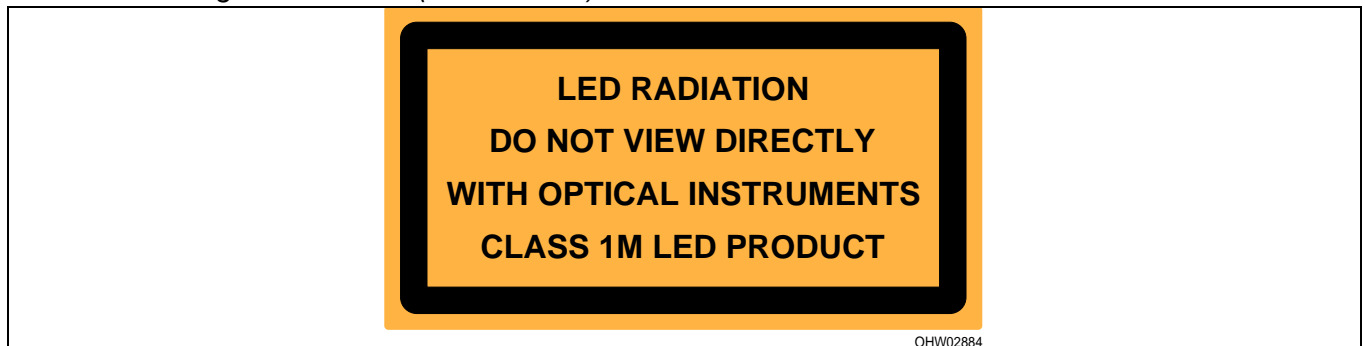 LED RADIATION
DO NOT VIEW DIRECTLY
WITH OPTICAL INSTRUMENTS
CLASS 1M LED PRODUCT
OHW02884